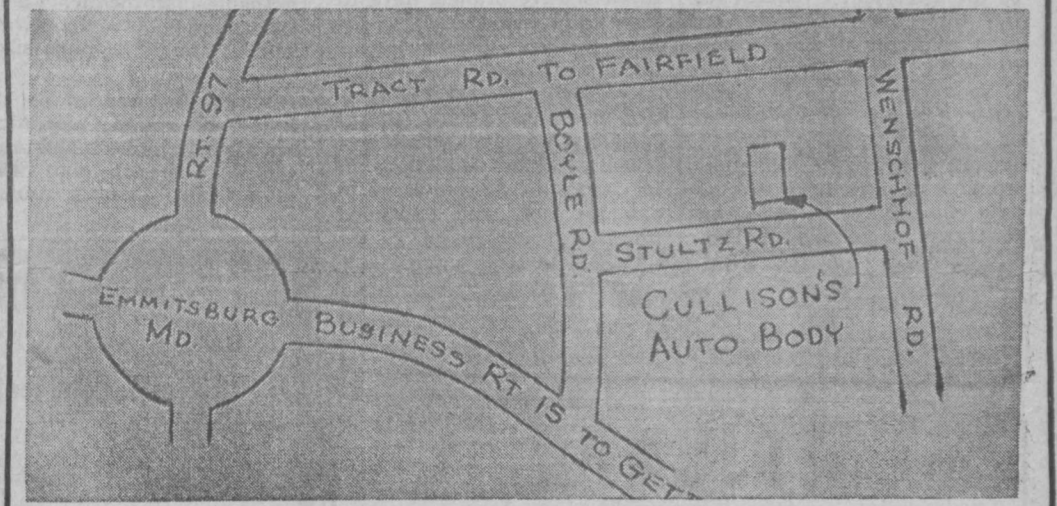 TRACT RD. TO FAIRFIELD
RT. 97
BOYLE RD.
WENSCHHOF RD.
STULTZ RD.
EMMITSBURG
MD.
BUSINESS RT 15 TO GETT
CULLISON'S
AUTO BODY